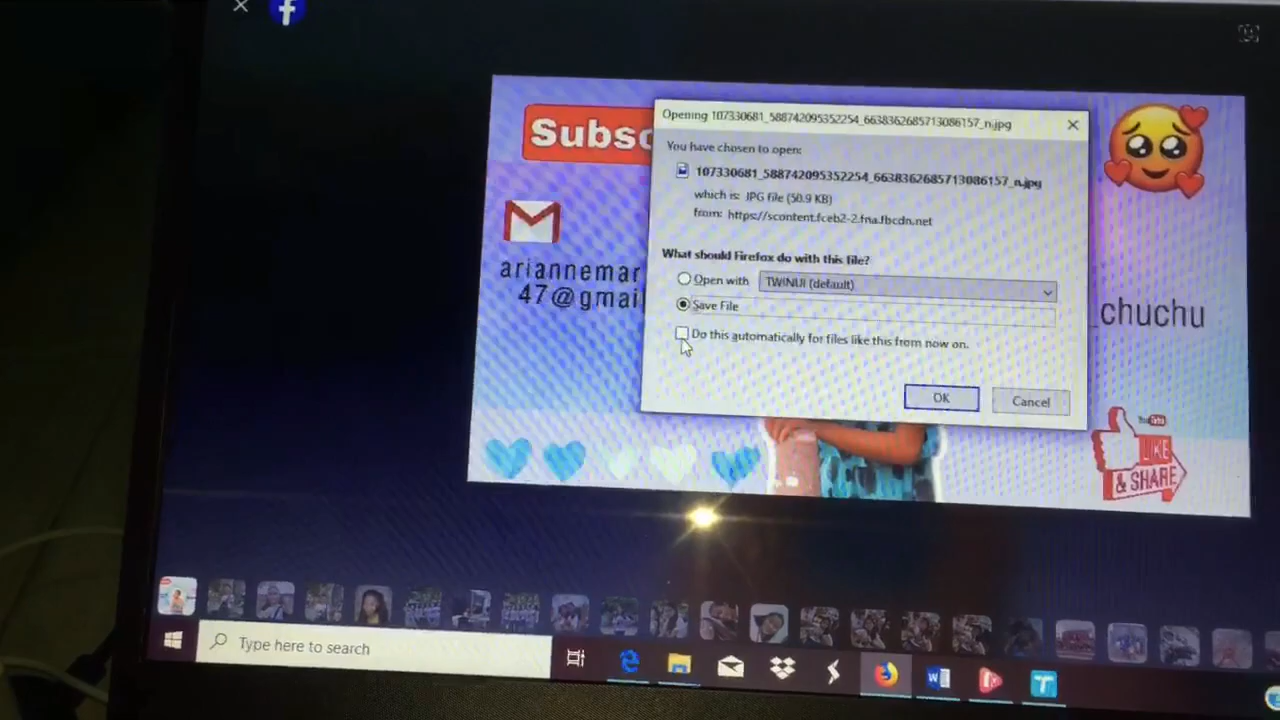 Subsc
Opening 107330681_588742095352254_6638362685713086157_n.jpg
You have chosen to open:
107330681_588742095352254_6638362685713086157_n.jpg
which is: JPG file (50.9 KB)
from: https://scontent.fceb2-2.fna.fbcdn.net
What should Firefox do with this file?
Open with TWINUI (default)
Save File
Do this automatically for files like this from now on.
OK Cancel
ariannemar
47@gmail
_chuchu
YouTube
LIKE
& SHARE
Type here to search